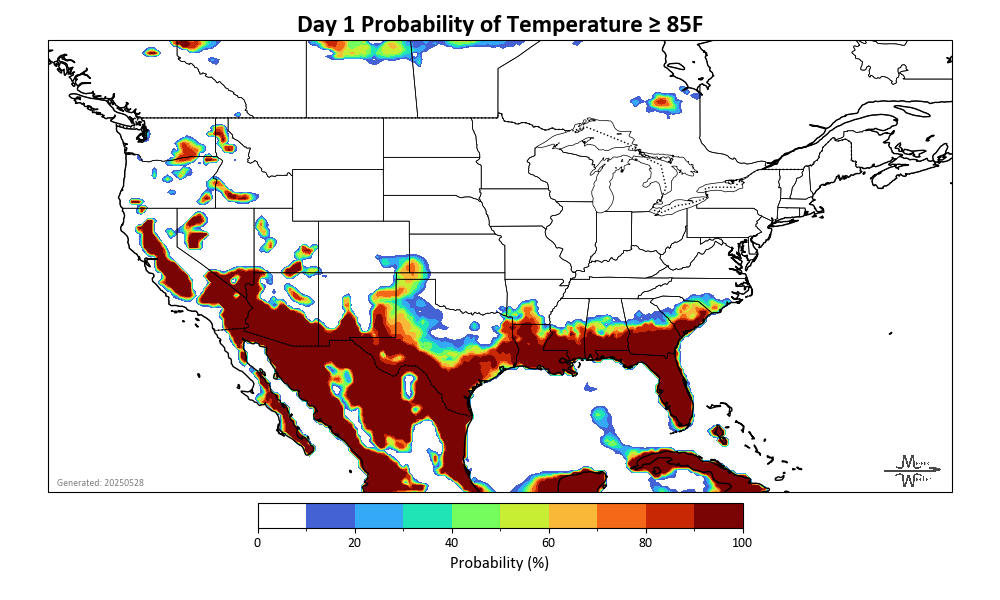 Day 1 Probability of Temperature ≥ 85F
Generated: 20250528
0 20 40 60 80 100
Probability (%)